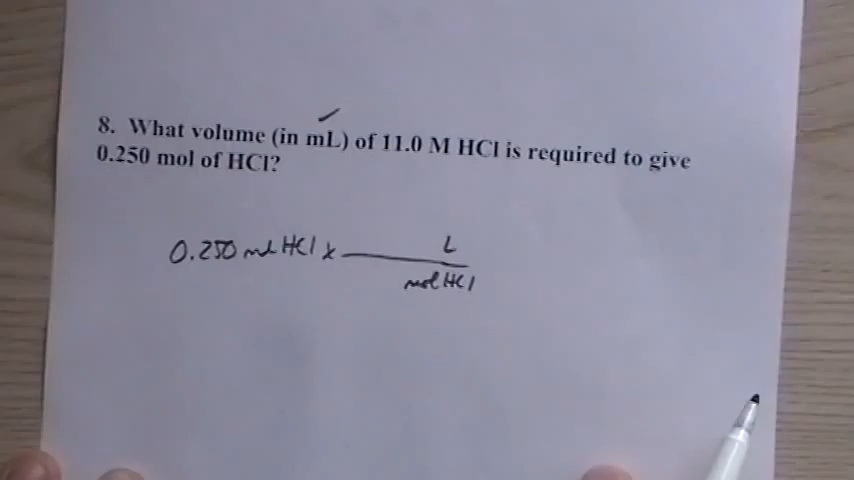 8. What volume (in mL) of 11.0 M HCl is required to give
0.250 mol of HCl?
0.250 mol HCl x L
mol HCl